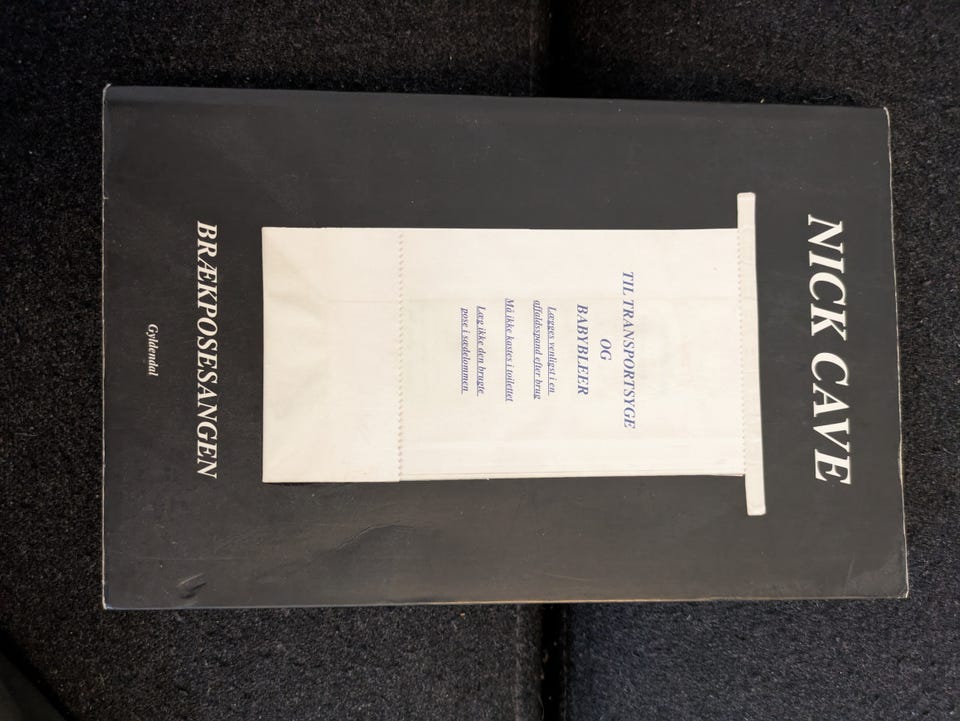 NICK CAVE
TIL TRANSPORTSYGE
OG
BABYBLEER
Lægges venligst i en
affaldsspand efter brug
Må ikke kastes i toilettet
Læg ikke den brugte
pose i sædelommen
BRÆKPOSESANGEN
Gyldendal